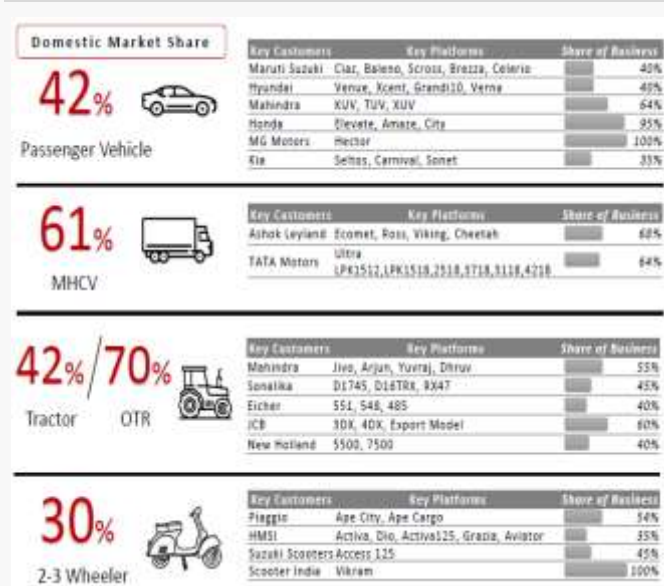 Domestic Market Share
42%
Passenger Vehicle
Key Customers Key Platforms Share of Business
Maruti Suzuki Ciaz, Baleno, Scross, Brezza, Celerio 40%
Hyundai Venue, Xcent, Grandi10, Verna 40%
Mahindra XUV, TUV, XUV 64%
Honda Elevate, Amaze, City 95%
MG Motors Hector 100%
Kia Seltos, Carnival, Sonet 35%
61%
MHCV
Key Customers Key Platforms Share of Business
Ashok Leyland Ecomet, Boss, Viking, Cheetah 68%
TATA Motors Ultra 64%
LPK1512,LPK1518,2518,3718,3118,4218
42%/70%
Tractor OTR
Key Customers Key Platforms Share of Business
Mahindra Jivo, Arjun, Yuvraj, Dhruv 55%
Sonalika D1745, D16TRX, RX47 45%
Eicher 551, 548, 485 40%
JCB 3DX, 4DX, Export Model 60%
New Holland 5500, 7500 40%
30%
2-3 Wheeler
Key Customers Key Platforms Share of Business
Piaggio Ape City, Ape Cargo 54%
HMSI Activa, Dio, Activa125, Grazia, Aviator 35%
Suzuki Scooters Access 125 45%
Scooter India Vikram 100%